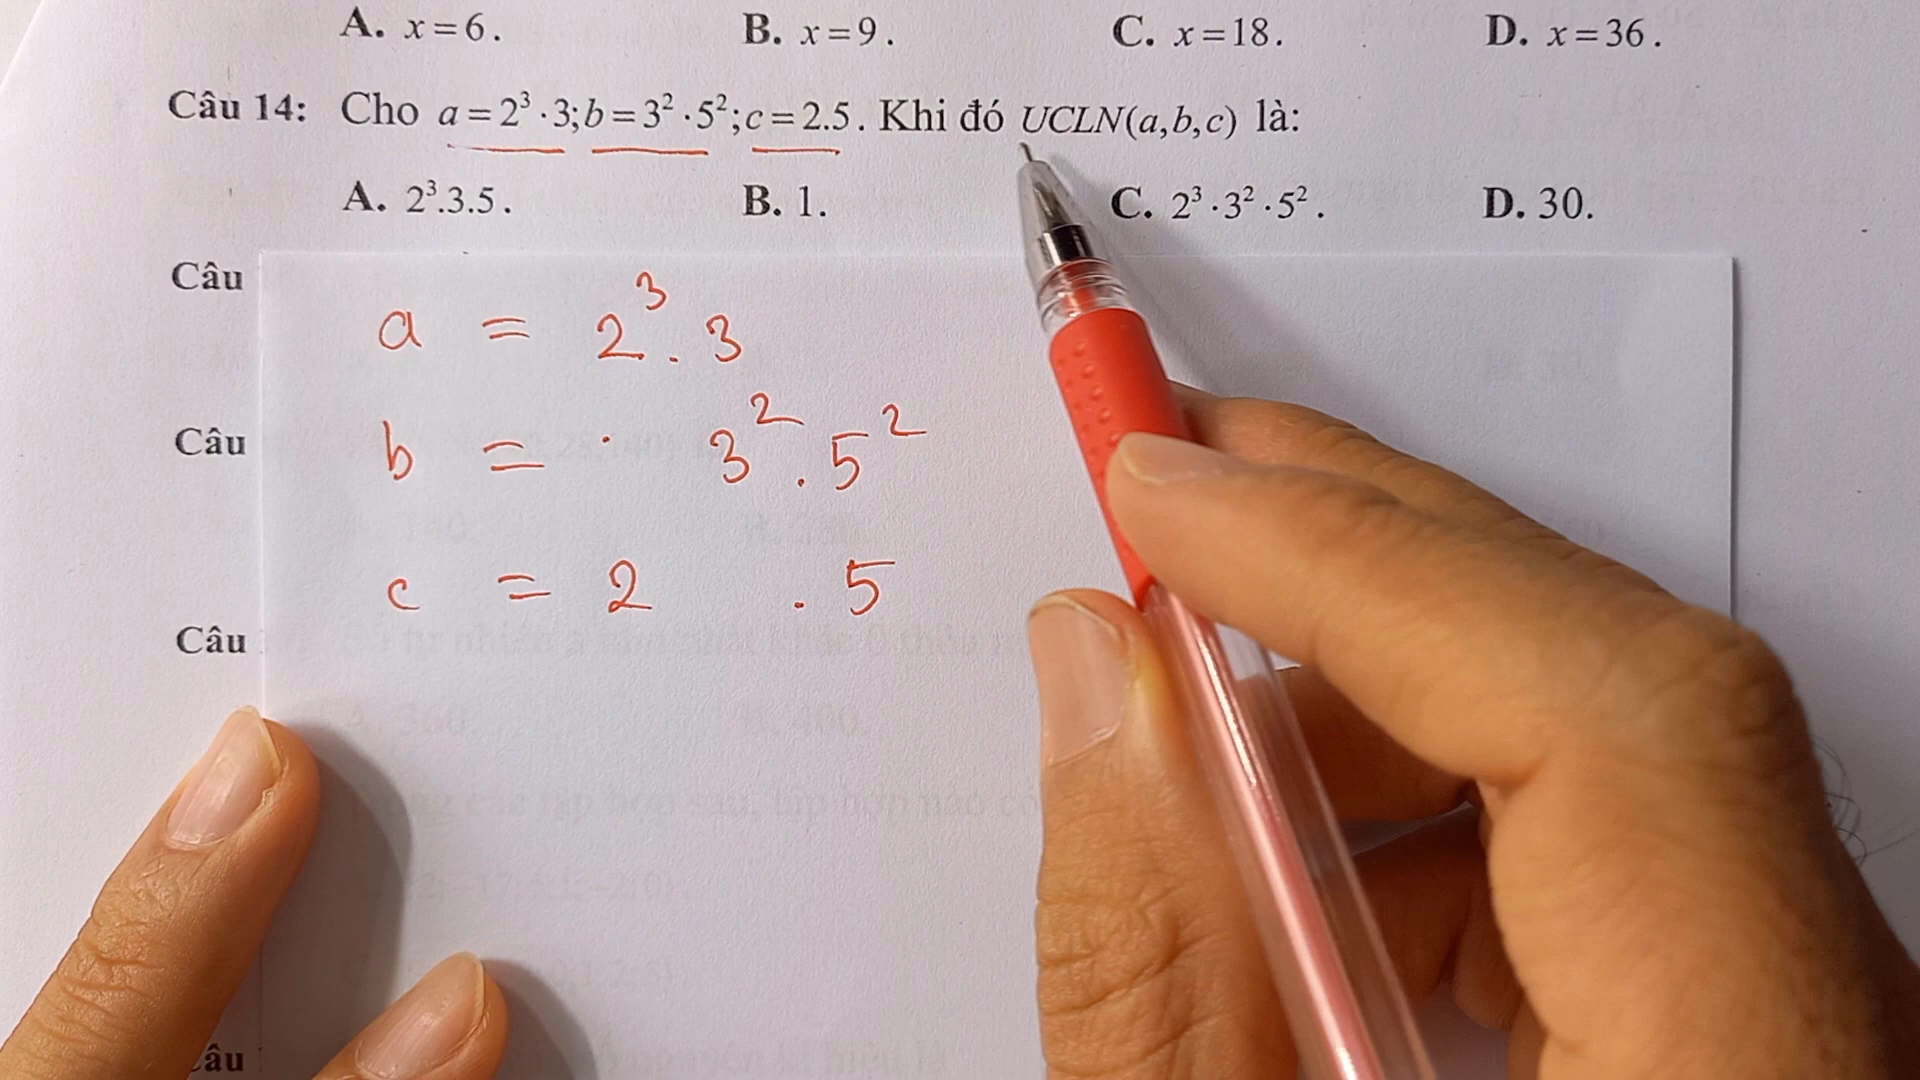 A. x=6. B. x=9. C. x=18. D. x=36.
Câu 14: Cho a=2³·3;b=3²·5²;c=2.5. Khi đó UCLN(a,b,c) là:
A. 2³.3.5. B. 1. C. 2³·3²·5². D. 30.
Câu
a = 2³.3
Câu
b = · 3².5²
c = 2 . 5
Câu
Câu